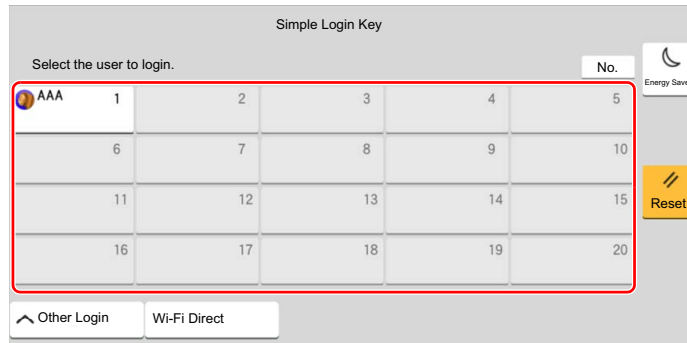 Simple Login Key
Select the user to login.
No.
Energy Save
AAA 1 2 3 4 5
6 7 8 9 10
11 12 13 14 15
Reset
16 17 18 19 20
Other Login Wi-Fi Direct